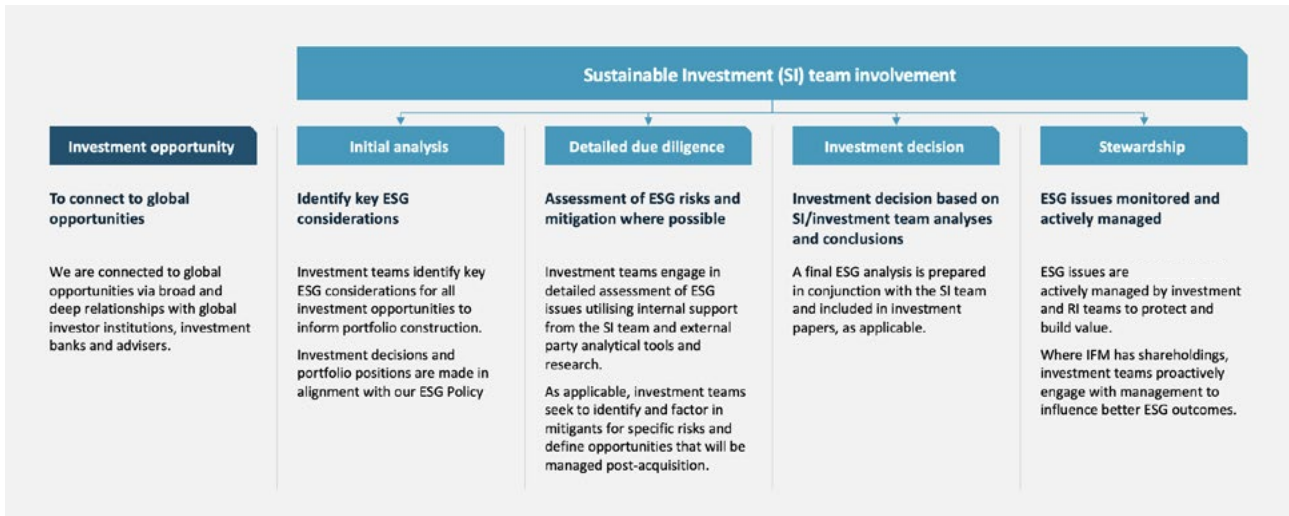 Sustainable Investment (SI) team involvement
Investment opportunity
To connect to global
opportunities
We are connected to global
opportunities via broad and
deep relationships with global
investor institutions, investment
banks and advisers.
Initial analysis
Identify key ESG
considerations
Investment teams identify key
ESG considerations for all
investment opportunities to
inform portfolio construction.
Investment decisions and
portfolio positions are made in
alignment with our ESG Policy
Detailed due diligence
Assessment of ESG risks and
mitigation where possible
Investment teams engage in
detailed assessment of ESG
issues utilising internal support
from the SI team and external
party analytical tools and
research.
As applicable, investment teams
seek to identify and factor in
mitigants for specific risks and
define opportunities that will be
managed post-acquisition.
Investment decision
Investment decision based on
SI/investment team analyses
and conclusions
A final ESG analysis is prepared
in conjunction with the SI team
and included in investment
papers, as applicable.
Stewardship
ESG issues monitored and
actively managed
ESG issues are
actively managed by investment
and RI teams to protect and
build value.
Where IFM has shareholdings,
investment teams proactively
engage with management to
influence better ESG outcomes.